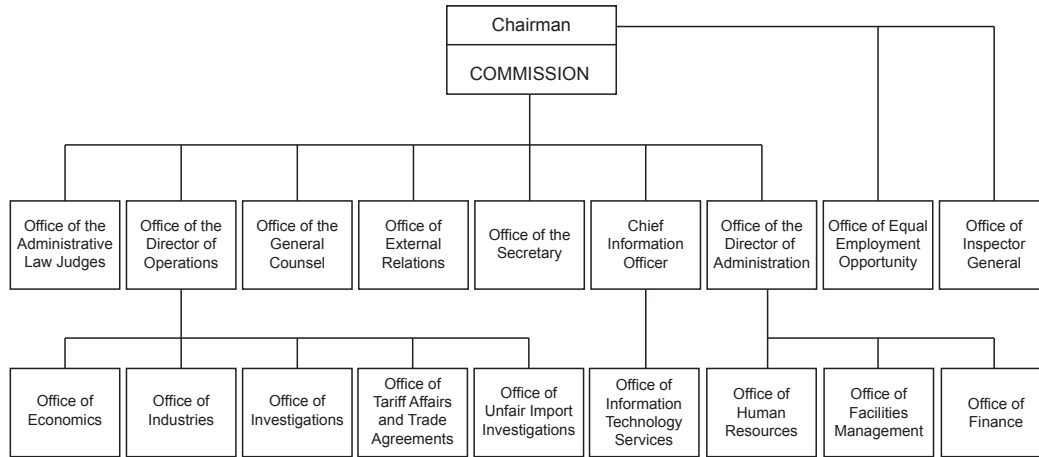 Chairman
COMMISSION
Office of the
Administrative
Law Judges
Office of the
Director of
Operations
Office of the
General
Counsel
Office of
External
Relations
Office of the
Secretary
Chief
Information
Officer
Office of the
Director of
Administration
Office of Equal
Employment
Opportunity
Office of
Inspector
General
Office of
Economics
Office of
Industries
Office of
Investigations
Office of
Tariff Affairs
and Trade
Agreements
Office of
Unfair Import
Investigations
Office of
Information
Technology
Services
Office of
Human
Resources
Office of
Facilities
Management
Office of
Finance